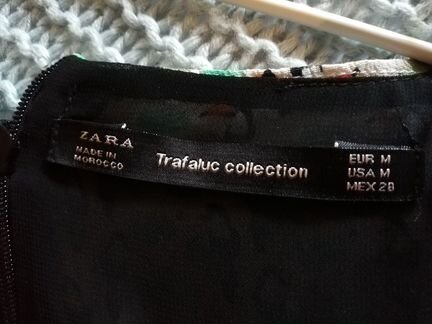 ZARA
MADE IN
MOROCCO
Trafaluc collection
EUR M
USA M
MEX 28